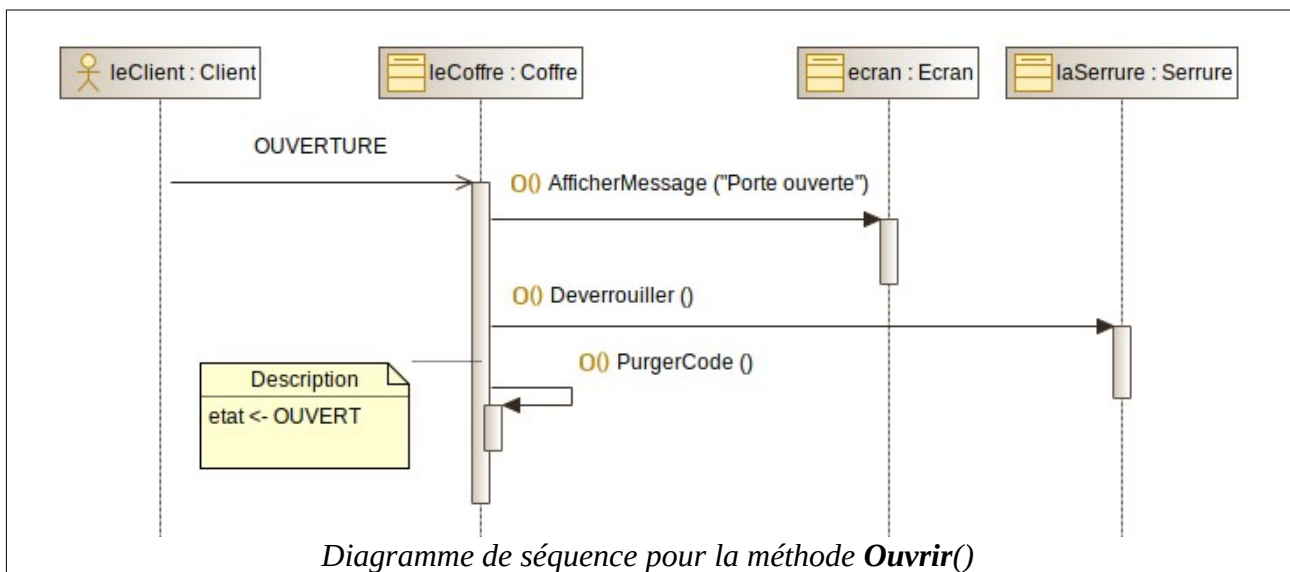 leClient : Client
leCoffre : Coffre
ecran : Ecran
laSerrure : Serrure
OUVERTURE
O() AfficherMessage ("Porte ouverte")
O() Deverrouiller ()
O() PurgerCode ()
Description
etat <- OUVERT
Diagramme de séquence pour la méthode Ouvrir()